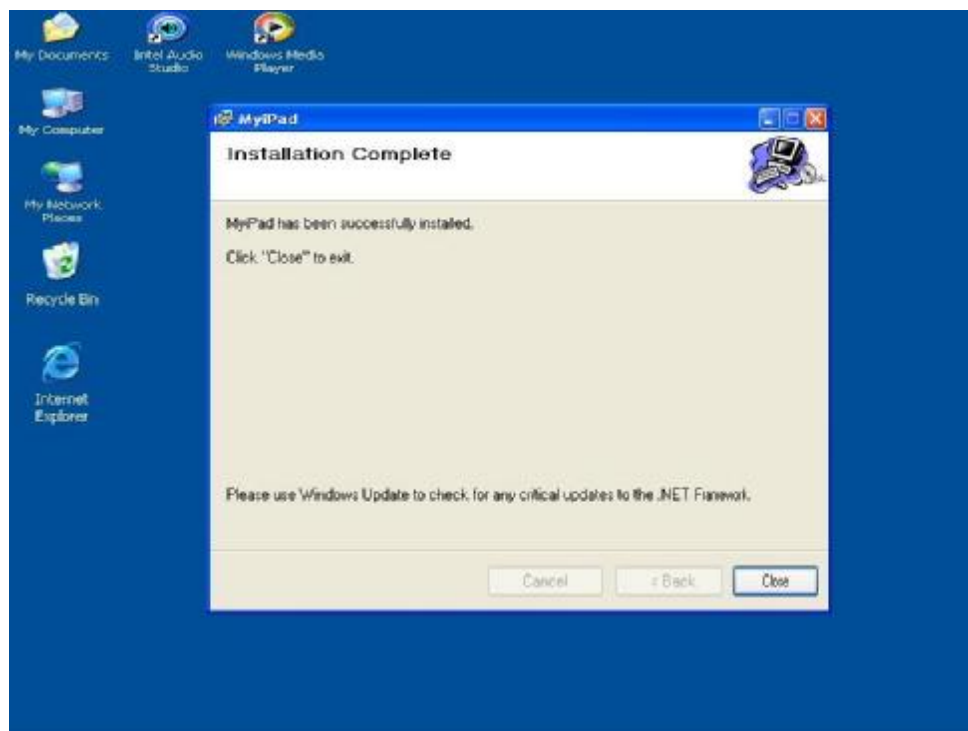 My Documents
Intel Audio
Studio
Windows Media
Player
My Computer
My Network
Places
Recycle Bin
Internet
Explorer
MyiPad
Installation Complete
MyiPad has been successfully installed.
Click "Close" to exit.
Please use Windows Update to check for any critical updates to the .NET Framework.
Cancel
< Back
Close